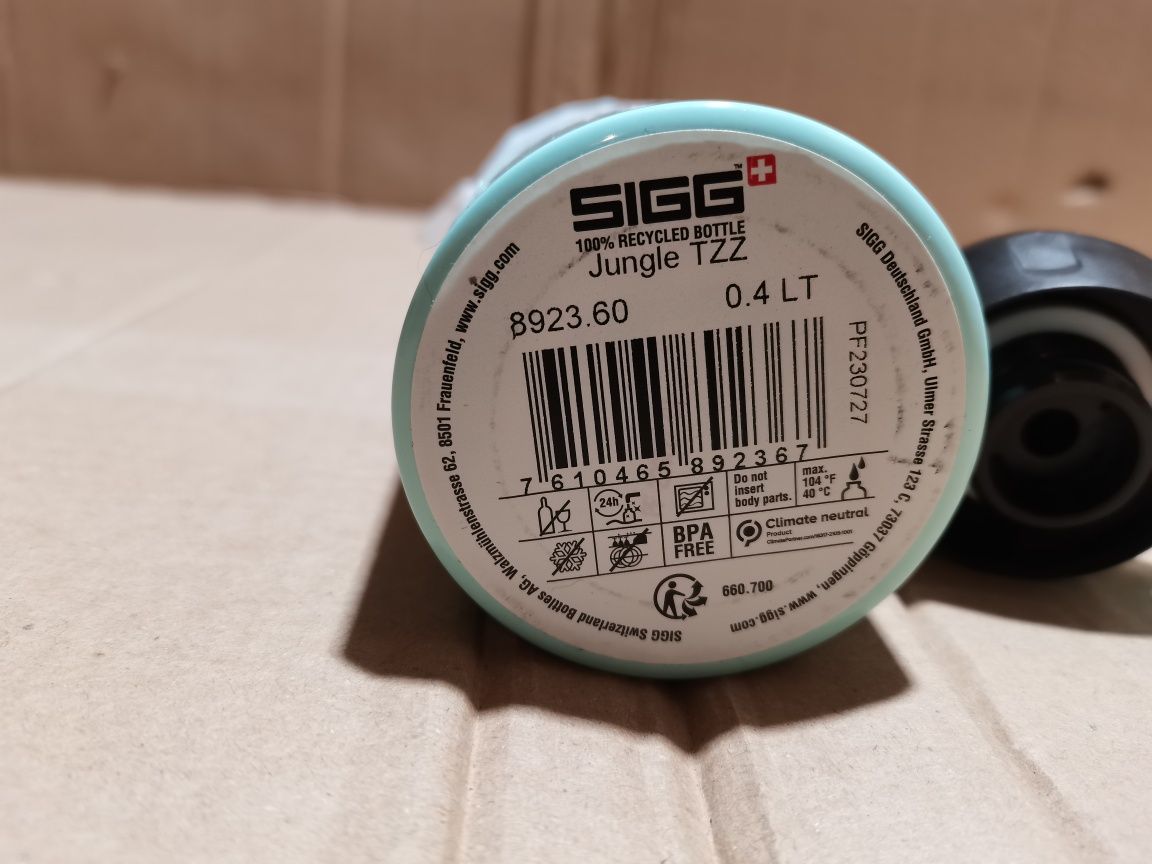 SIGG™
100% RECYCLED BOTTLE
Jungle TZZ
8923.60
0.4 LT
PF230727
7 610465 892367
24h
Do not
insert
body parts.
max.
104 °F
40 °C
BPA
FREE
Climate neutral
Product
660.700
SIGG Switzerland Bottles AG, Walzmühlenstrasse 62, 8501 Frauenfeld, www.sigg.com
SIGG Deutschland GmbH, Ulmer Strasse 123 C, 73037 Göppingen, www.sigg.com